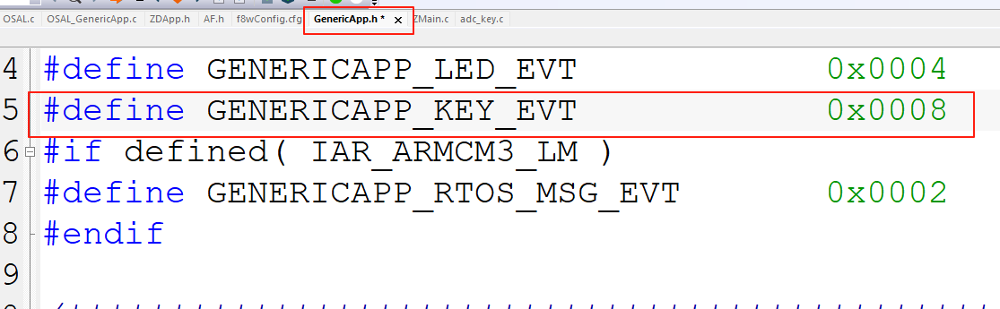 OSAL.c OSAL_GenericApp.c ZDApp.h AF.h f8wConfig.cfg GenericApp.h * ZMain.c adc_key.c
4 #define GENERICAPP_LED_EVT 0x0004
5 #define GENERICAPP_KEY_EVT 0x0008
6 #if defined( IAR_ARMCM3_LM )
7 #define GENERICAPP_RTOS_MSG_EVT 0x0002
8 #endif
9